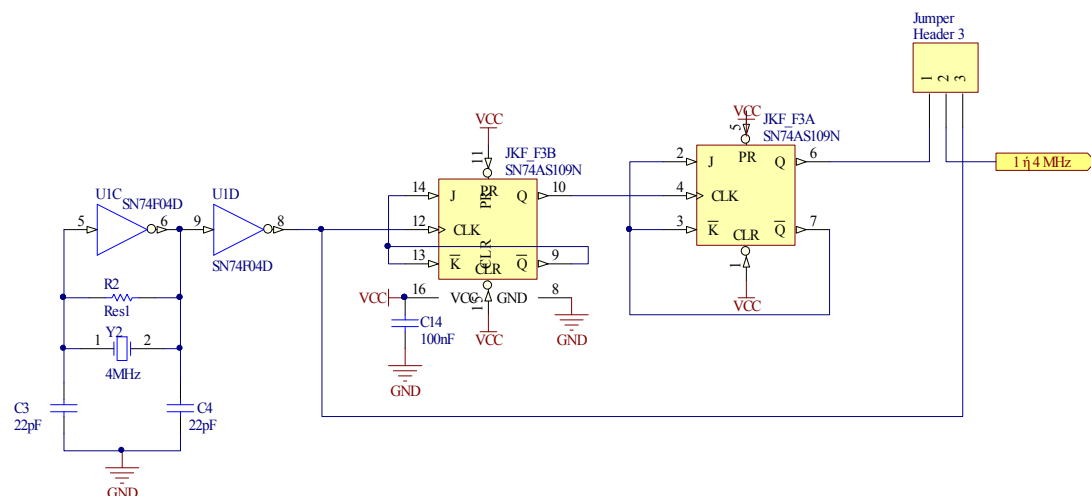 Jumper
Header 3
1 2 3
1 ή 4 MHz
VCC
JKF_F3A
SN74AS109N
5
PR
2 J Q 6
4 CLK
3 K Q 7
CLR
1
VCC
VCC
JKF_F3B
SN74AS109N
11
PR
PR
14 J Q 10
12 CLK
13 K Q 9
CLR
CLR
15
VCC
VCC 16 VCC GND 8
GND
C14
100nF
GND
U1C
SN74F04D
5 6
U1D
9 8
SN74F04D
R2
Res1
Y2
1 2
4MHz
C3
22pF
C4
22pF
GND